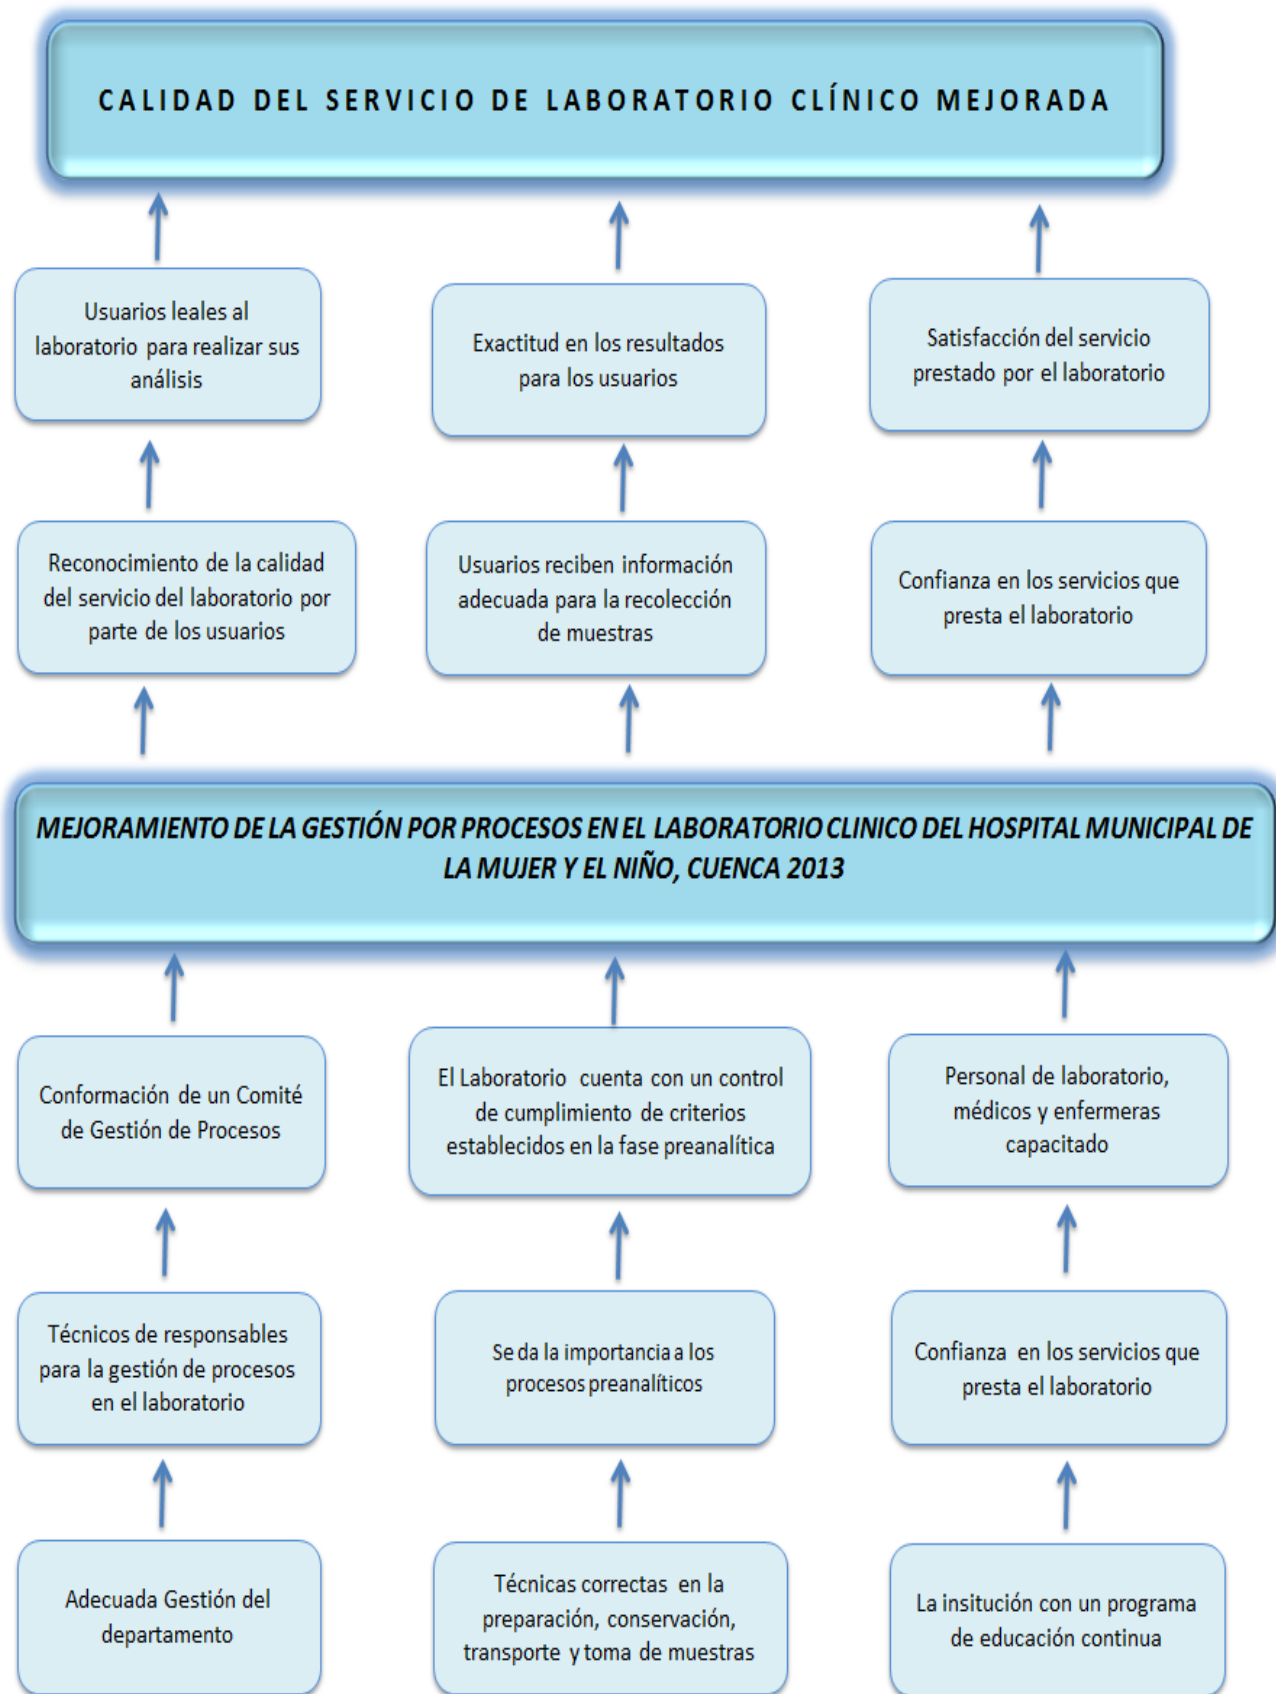 CALIDAD DEL SERVICIO DE LABORATORIO CLÍNICO MEJORADA
Usuarios leales al
laboratorio para realizar sus
análisis
Exactitud en los resultados
para los usuarios
Satisfacción del servicio
prestado por el laboratorio
Reconocimiento de la calidad
del servicio del laboratorio por
parte de los usuarios
Usuarios reciben información
adecuada para la recolección
de muestras
Confianza en los servicios que
presta el laboratorio
MEJORAMIENTO DE LA GESTIÓN POR PROCESOS EN EL LABORATORIO CLINICO DEL HOSPITAL MUNICIPAL DE
LA MUJER Y EL NIÑO, CUENCA 2013
Conformación de un Comité
de Gestión de Procesos
El Laboratorio cuenta con un control
de cumplimiento de criterios
establecidos en la fase preanalítica
Personal de laboratorio,
médicos y enfermeras
capacitado
Técnicos de responsables
para la gestión de procesos
en el laboratorio
Se da la importancia a los
procesos preanalíticos
Confianza en los servicios que
presta el laboratorio
Adecuada Gestión del
departamento
Técnicas correctas en la
preparación, conservación,
transporte y toma de muestras
La insitución con un programa
de educación continua